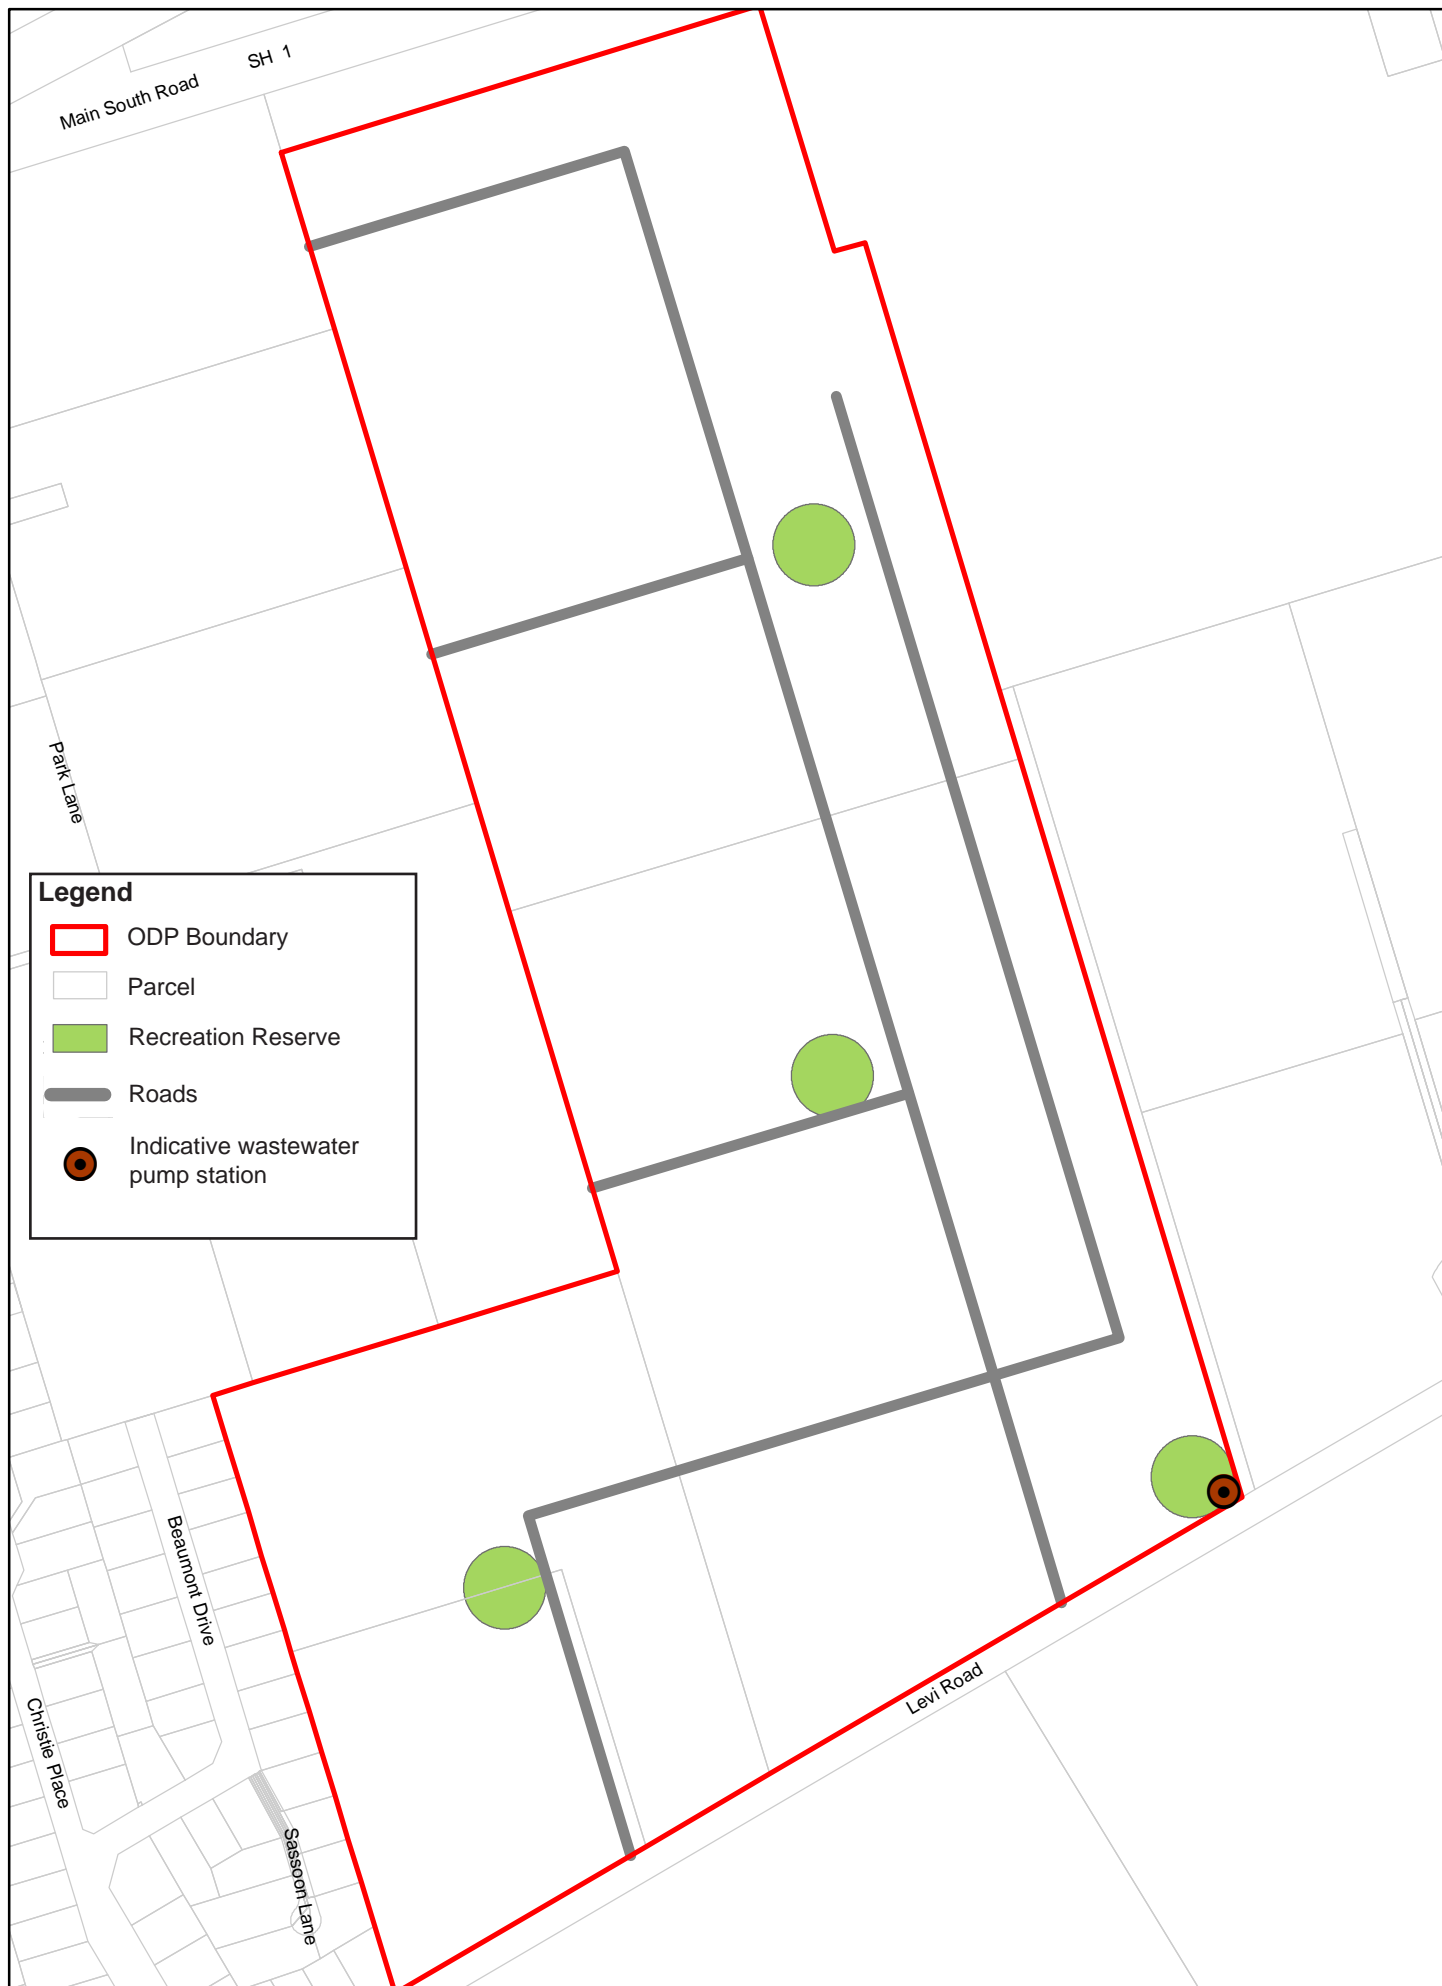 SH 1
Main South Road
Park Lane
Legend
ODP Boundary
Parcel
Recreation Reserve
Roads
Indicative wastewater
pump station
Beaumont Drive
Levi Road
Christie Place
Sassoon Lane